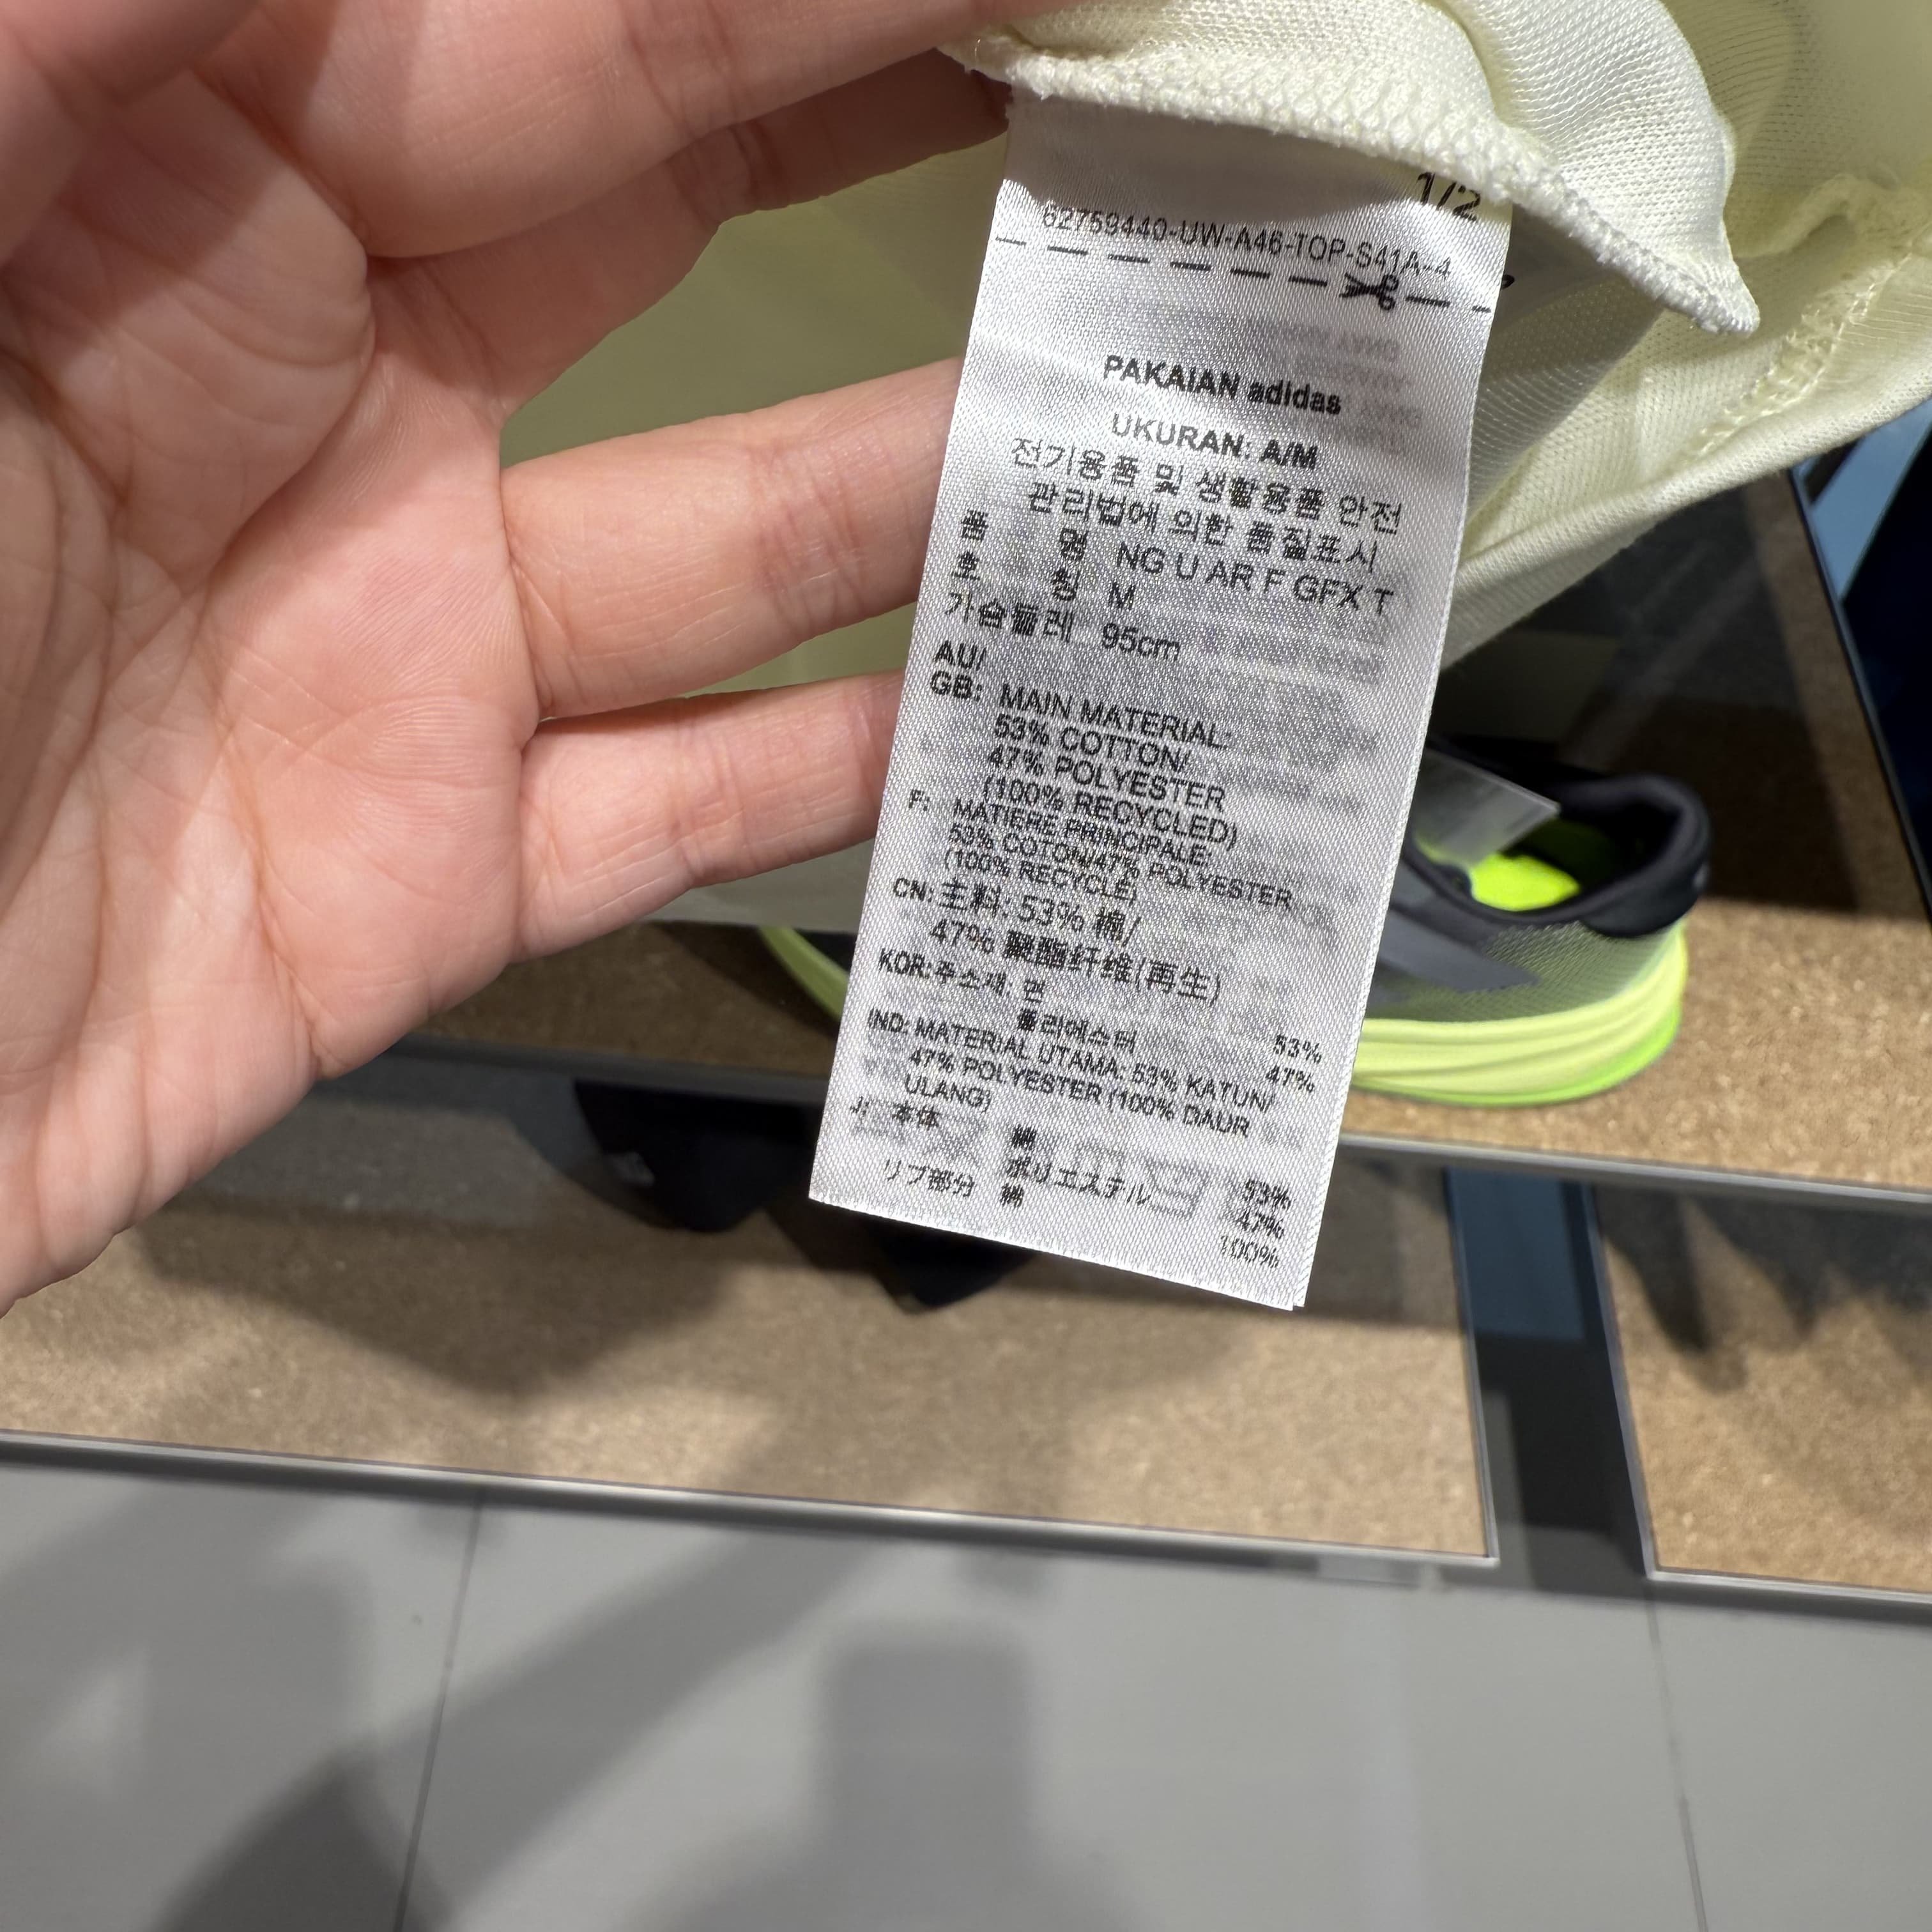 1/2
62759440-UW-A46-TOP-S41A-4
PAKAIAN adidas
UKURAN: A/M
전기용품 및 생활용품 안전
관리법에 의한 품질표시
품 명 NG U AR F GFX T
호 칭 M
가슴둘레 95cm
AU/
GB: MAIN MATERIAL:
53% COTTON/
47% POLYESTER
(100% RECYCLED)
F: MATIERE PRINCIPALE:
53% COTON/47% POLYESTER
(100% RECYCLE)
CN: 主料: 53% 棉/
47% 聚酯纤维(再生)
KOR: 주소재: 면 53%
폴리에스터 47%
IND: MATERIAL UTAMA: 53% KATUN/
47% POLYESTER (100% DAUR
ULANG)
J: 本体 綿 53%
ポリエステル 47%
リブ部分 綿 100%